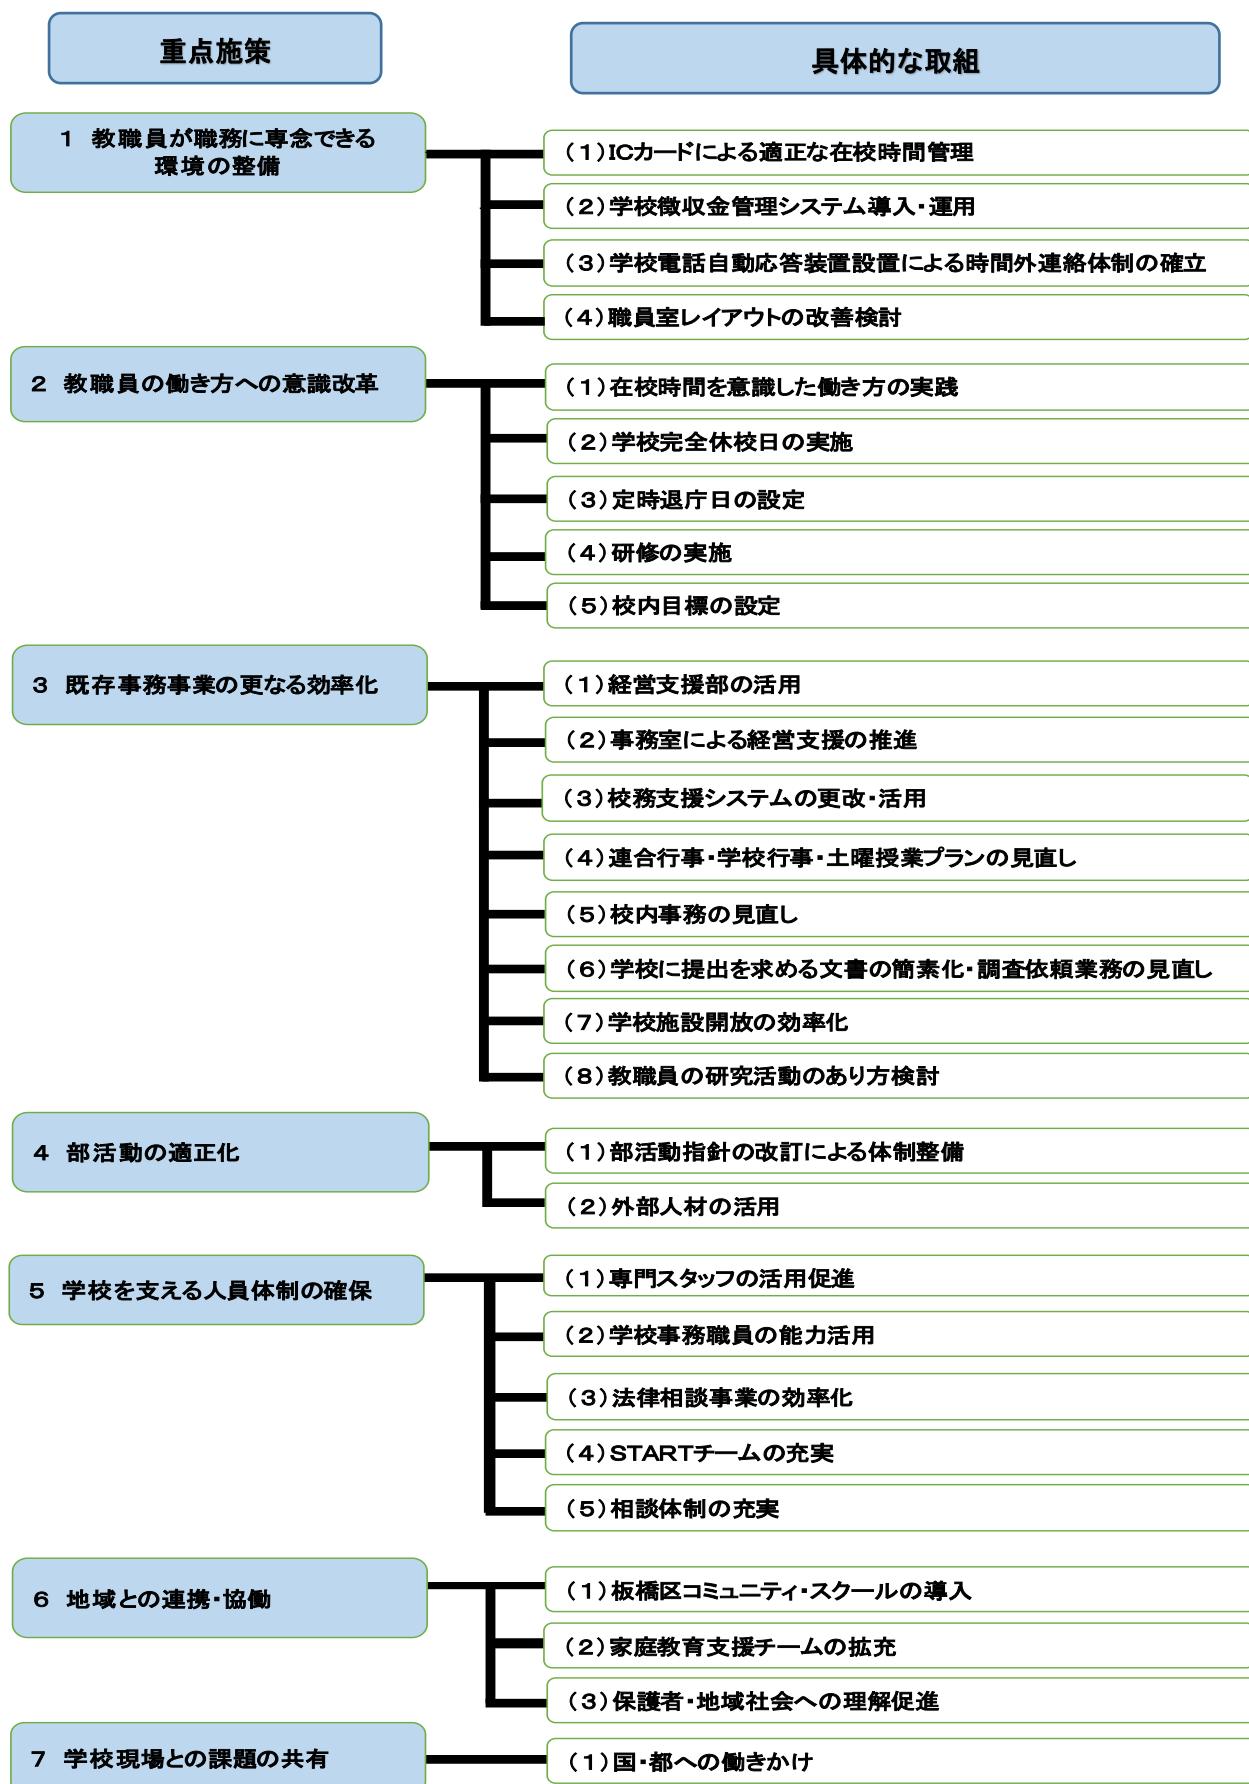 重点施策
具体的な取組
１　教職員が職務に専念できる
環境の整備
（１）ICカードによる適正な在校時間管理
（２）学校徴収金管理システム導入・運用
（３）学校電話自動応答装置設置による時間外連絡体制の確立
（４）職員室レイアウトの改善検討
２　教職員の働き方への意識改革
（１）在校時間を意識した働き方の実践
（２）学校完全休校日の実施
（３）定時退庁日の設定
（４）研修の実施
（５）校内目標の設定
３　既存事務事業の更なる効率化
（１）経営支援部の活用
（２）事務室による経営支援の推進
（３）校務支援システムの更改・活用
（４）連合行事・学校行事・土曜授業プランの見直し
（５）校内事務の見直し
（６）学校に提出を求める文書の簡素化・調査依頼業務の見直し
（７）学校施設開放の効率化
（８）教職員の研究活動のあり方検討
４　部活動の適正化
（１）部活動指針の改訂による体制整備
（２）外部人材の活用
５　学校を支える人員体制の確保
（１）専門スタッフの活用促進
（２）学校事務職員の能力活用
（３）法律相談事業の効率化
（４）STARTチームの充実
（５）相談体制の充実
６　地域との連携・協働
（１）板橋区コミュニティ・スクールの導入
（２）家庭教育支援チームの拡充
（３）保護者・地域社会への理解促進
７　学校現場との課題の共有
（１）国・都への働きかけ